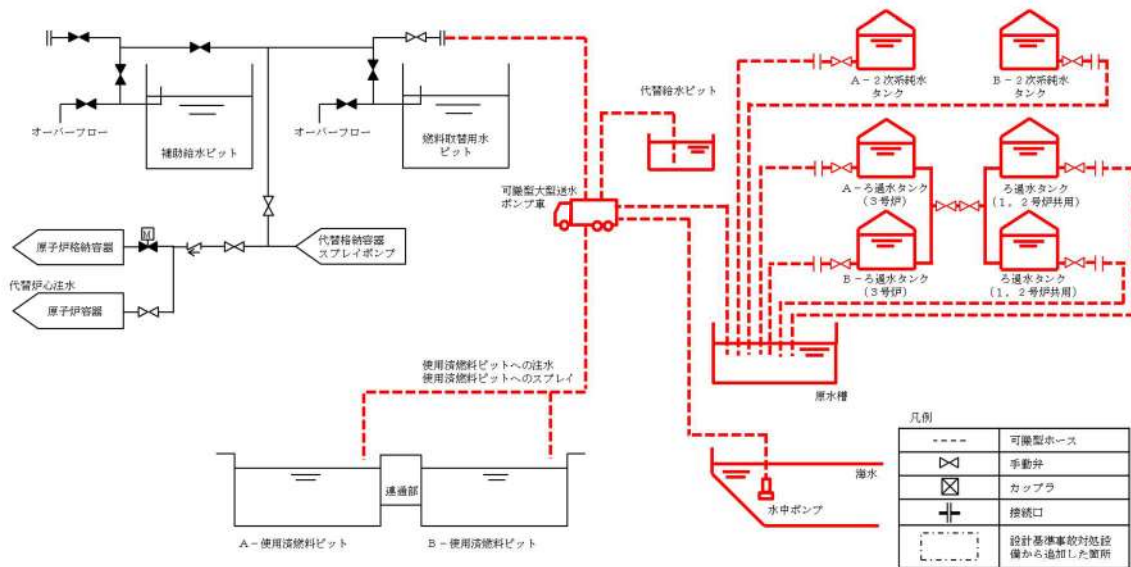 オーバーフロー
補助給水ピット
オーバーフロー
燃料取替用水
ピット
代替給水ピット
可搬型大型送水
ポンプ車
A-2次系純水
タンク
B-2次系純水
タンク
A-ろ過水タンク
(3号炉)
ろ過水タンク
(1,2号炉共用)
B-ろ過水タンク
(3号炉)
ろ過水タンク
(1,2号炉共用)
原水槽
M
原子炉格納容器
代替格納容器
スプレイポンプ
代替炉心注水
原子炉容器
使用済燃料ピットへの注水
使用済燃料ピットへのスプレイ
連通部
A-使用済燃料ピット
B-使用済燃料ピット
海水
水中ポンプ
凡例
可搬型ホース
手動弁
カップラ
接続口
設計基準事故対処設
備から追加した箇所